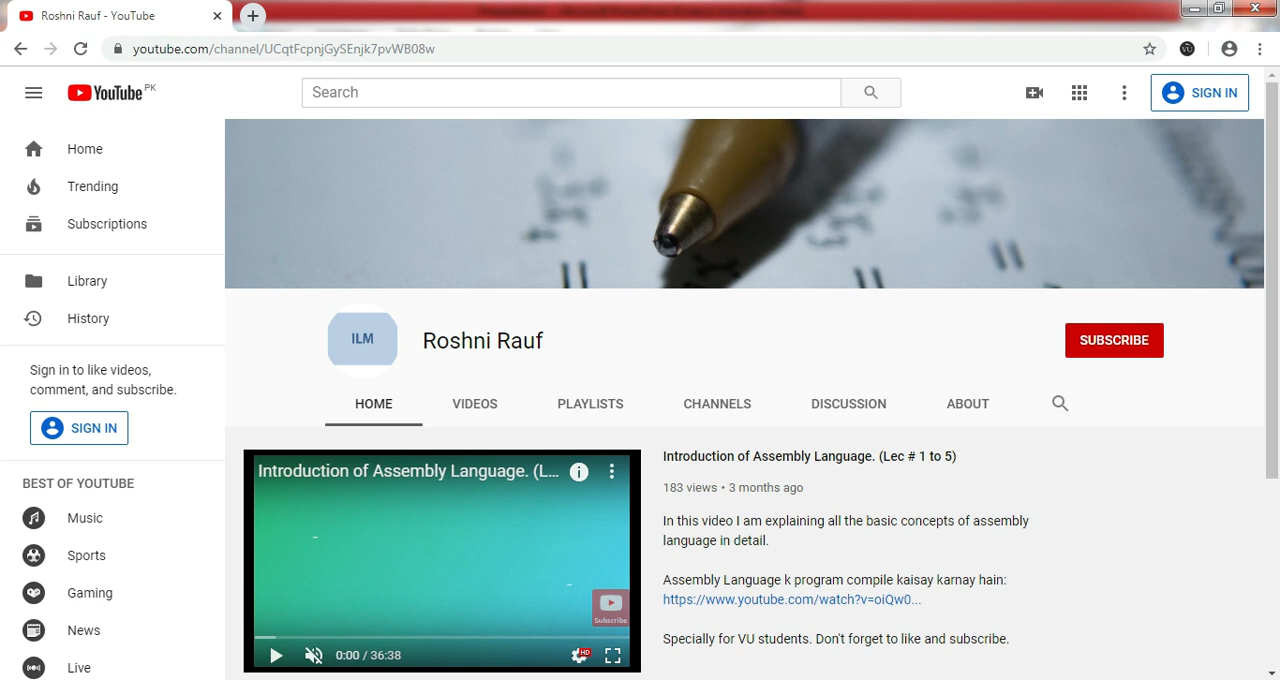 Roshni Rauf - YouTube
youtube.com/channel/UCqtFcpnjGySEnjk7pvWB08w
VU
YouTube PK
Search
SIGN IN
Home
Trending
Subscriptions
Library
History
Sign in to like videos,
comment, and subscribe.
SIGN IN
BEST OF YOUTUBE
Music
Sports
Gaming
News
Live
ILM
Roshni Rauf
SUBSCRIBE
HOME VIDEOS PLAYLISTS CHANNELS DISCUSSION ABOUT
Introduction of Assembly Language. (L...
Subscribe
0:00 / 36:38
HD
Introduction of Assembly Language. (Lec # 1 to 5)
183 views • 3 months ago
In this video I am explaining all the basic concepts of assembly
language in detail.
Assembly Language k program compile kaisay karnay hain:
https://www.youtube.com/watch?v=oiQw0...
Specially for VU students. Don't forget to like and subscribe.